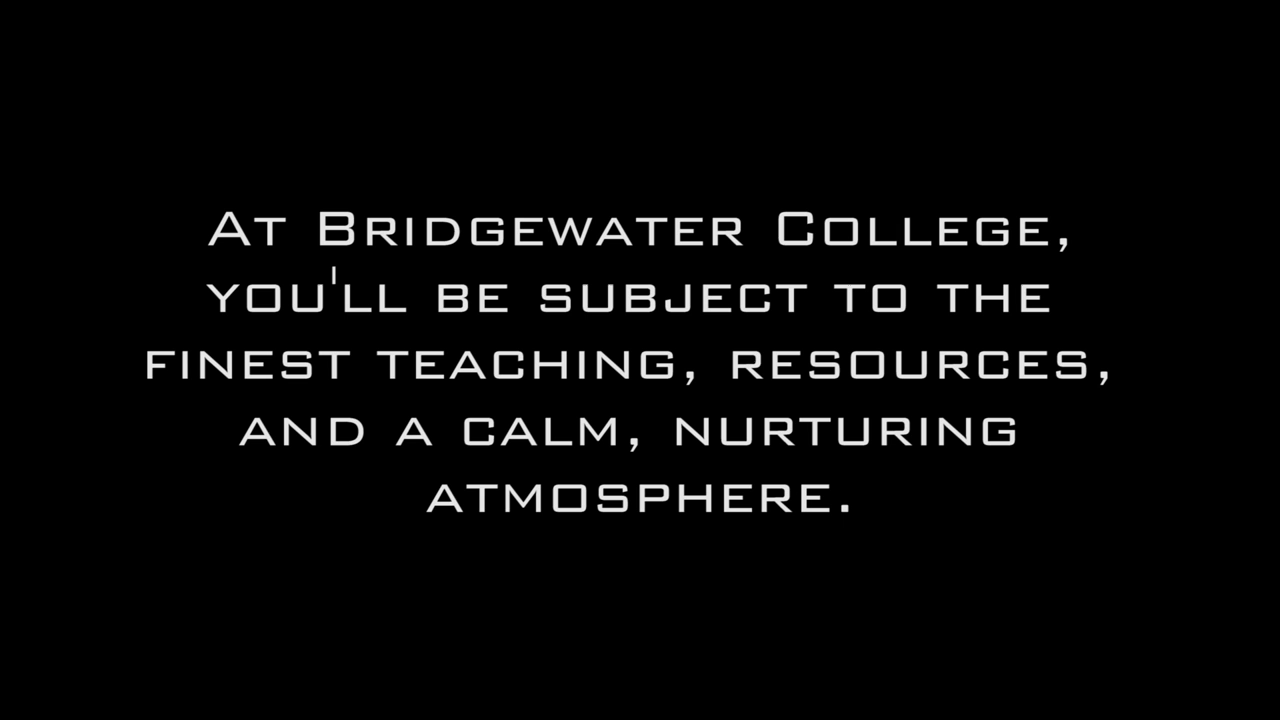 At Bridgewater College,
you'll be subject to the
finest teaching, resources,
and a calm, nurturing
atmosphere.